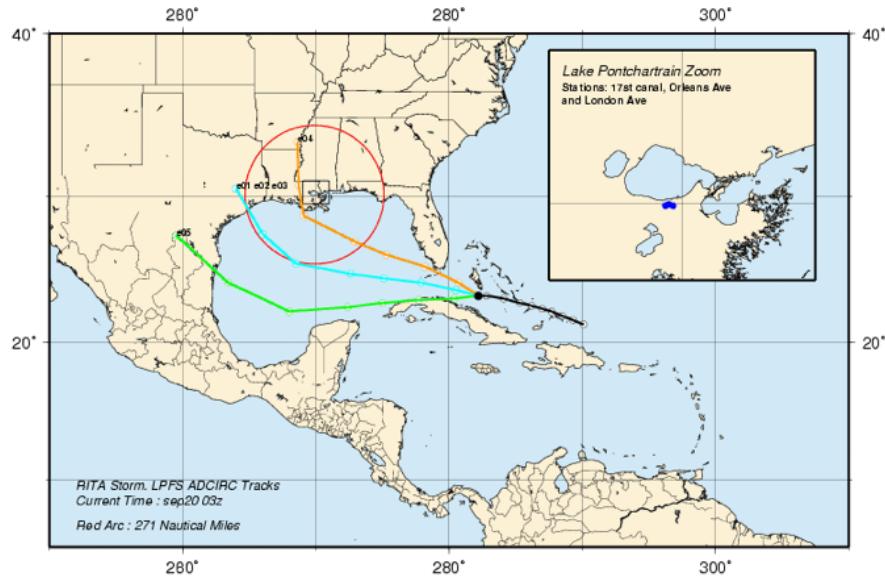 260° 280° 300°
40° 40°
Lake Pontchartrain Zoom
Stations: 17st canal, Orleans Ave
and London Ave
e04
e01 e02 e03
e05
20° 20°
RITA Storm. LPFS ADCIRC Tracks
Current Time : sep20 03z
Red Arc : 271 Nautical Miles
260° 280° 300°